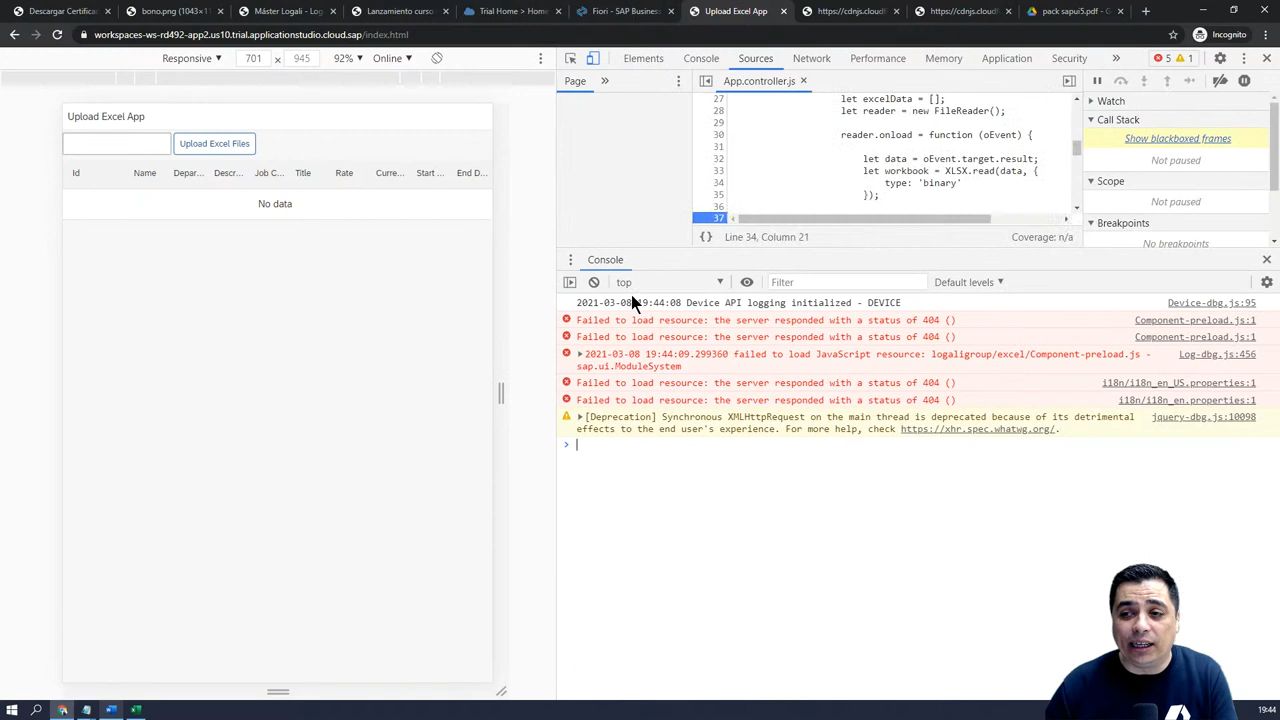 Descargar Certifica
bono.png (1043×1
Máster Logali - Log
Lanzamiento curso
Trial Home > Home
Fiori - SAP Business
Upload Excel App
https://cdnjs.cloudf
https://cdnjs.cloudf
pack sapui5.pdf - G
workspaces-ws-rd492-app2.us10.trial.applicationstudio.cloud.sap/index.html
Incognito
Responsive 701 × 945 92% Online
Elements Console Sources Network Performance Memory Application Security » 5 1
Page »
App.controller.js
Upload Excel App
Upload Excel Files
Id Name Depar... Descr... Job C... Title Rate Curre... Start ... End D...
No data
27 let excelData = [];
28 let reader = new FileReader();
29
30 reader.onload = function (oEvent) {
31
32 let data = oEvent.target.result;
33 let workbook = XLSX.read(data, {
34 type: 'binary'
35 });
36
37
{} Line 34, Column 21 Coverage: n/a
Watch
Call Stack
Show blackboxed frames
Not paused
Scope
Not paused
Breakpoints
No breakpoints
Console
top Filter Default levels
2021-03-08 19:44:08 Device API logging initialized - DEVICE Device-dbg.js:95
Failed to load resource: the server responded with a status of 404 () Component-preload.js:1
Failed to load resource: the server responded with a status of 404 () Component-preload.js:1
2021-03-08 19:44:09.299360 failed to load JavaScript resource: logaligroup/excel/Component-preload.js - Log-dbg.js:456
sap.ui.ModuleSystem
Failed to load resource: the server responded with a status of 404 () i18n/i18n_en_US.properties:1
Failed to load resource: the server responded with a status of 404 () i18n/i18n_en.properties:1
[Deprecation] Synchronous XMLHttpRequest on the main thread is deprecated because of its detrimental jquery-dbg.js:10098
effects to the end user's experience. For more help, check https://xhr.spec.whatwg.org/.
19:44